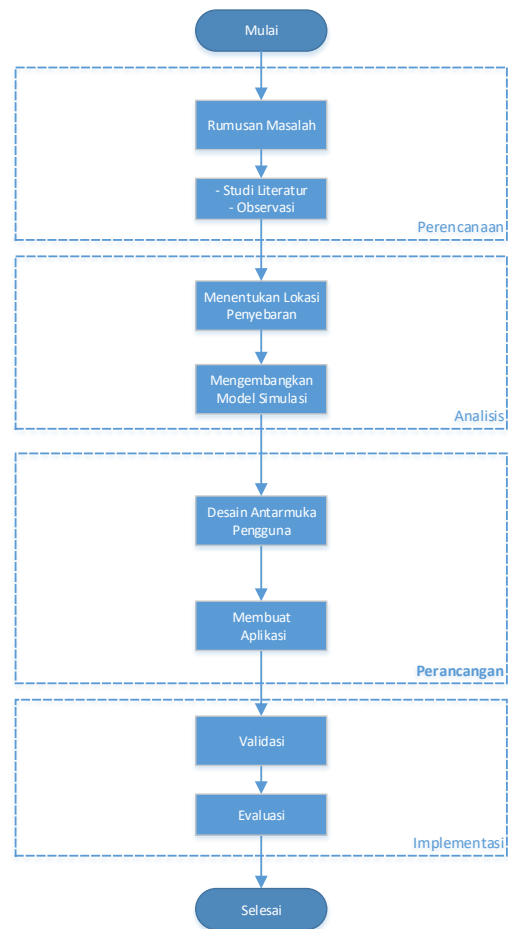 Mulai
Rumusan Masalah
- Studi Literatur
- Observasi
Perencanaan
Menentukan Lokasi
Penyebaran
Mengembangkan
Model Simulasi
Analisis
Desain Antarmuka
Pengguna
Membuat
Aplikasi
Perancangan
Validasi
Evaluasi
Implementasi
Selesai